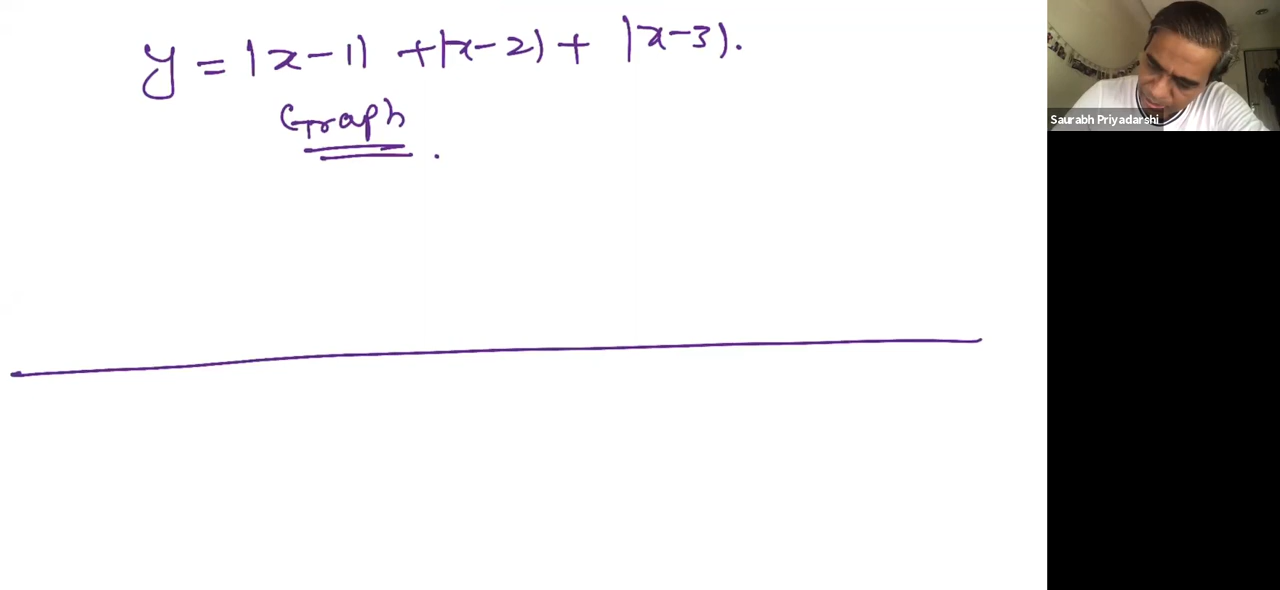 y = |x-1| + |x-2| + |x-3|.
Graph.
Saurabh Priyadarshi